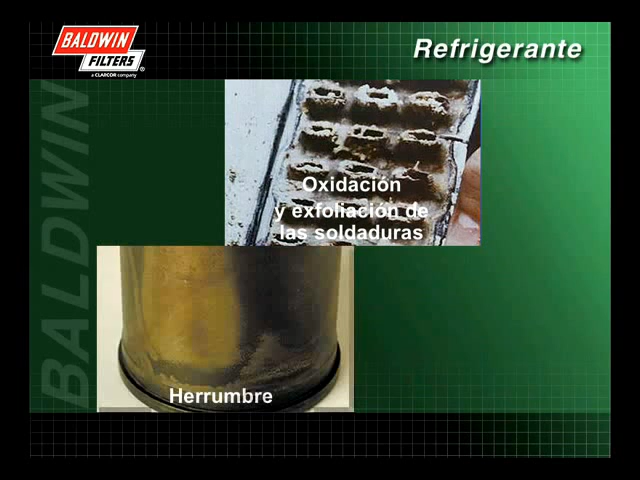 BALDWIN
FILTERS
a CLARCOR company
Refrigerante
BALDWIN
Oxidación
y exfoliación de
las soldaduras
Herrumbre